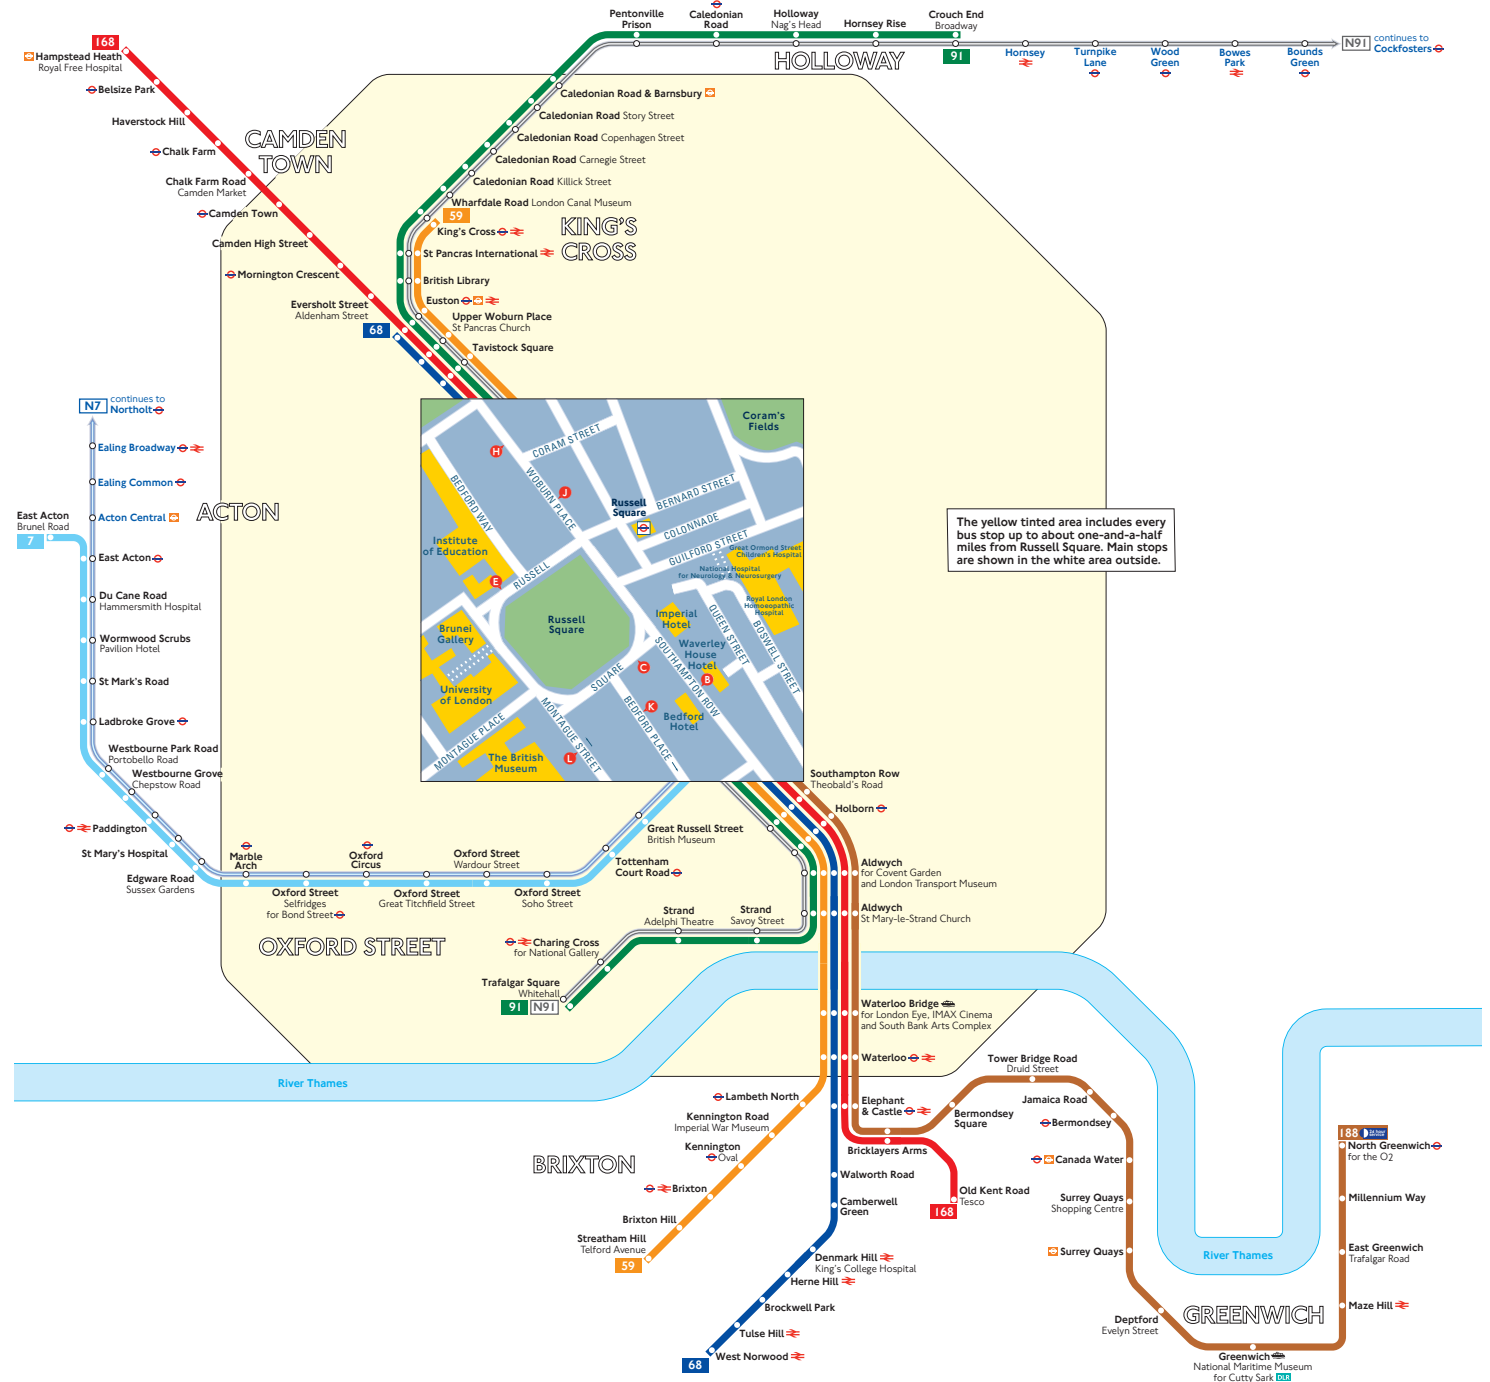 Pentonville
Prison
Caledonian
Road
Holloway
Nag's Head
Hornsey Rise
Crouch End
Broadway
168
Hampstead Heath
Royal Free Hospital
Belsize Park
Haverstock Hill
Chalk Farm
Chalk Farm Road
Camden Market
Camden Town
Camden High Street
Mornington Crescent
Eversholt Street
Aldenham Street
68
CAMDEN
TOWN
HOLLOWAY
91
Hornsey
Turnpike
Lane
Wood
Green
Bowes
Park
Bounds
Green
N91
continues to
Cockfosters
Caledonian Road & Barnsbury
Caledonian Road Story Street
Caledonian Road Copenhagen Street
Caledonian Road Carnegie Street
Caledonian Road Killick Street
Wharfdale Road London Canal Museum
59
King's Cross
KING'S
CROSS
St Pancras International
British Library
Euston
Upper Woburn Place
St Pancras Church
Tavistock Square
N7
continues to
Northolt
Ealing Broadway
Ealing Common
Acton Central
ACTON
East Acton
Brunel Road
7
East Acton
Du Cane Road
Hammersmith Hospital
Wormwood Scrubs
Pavilion Hotel
St Mark's Road
Ladbroke Grove
Westbourne Park Road
Portobello Road
Westbourne Grove
Chepstow Road
Paddington
St Mary's Hospital
Edgware Road
Sussex Gardens
Coram's
Fields
H
CORAM STREET
BEDFORD WAY
WOBURN PLACE
J
Russell
Square
BERNARD STREET
COLONNADE
GUILFORD STREET
Great Ormond Street
Children's Hospital
National Hospital
for Neurology & Neurosurgery
Royal London
Homoeopathic
Hospital
Institute
of Education
E
RUSSELL
Russell
Square
Brunei
Gallery
University
of London
Imperial
Hotel
Waverley
House
Hotel
QUEEN STREET
BOSWELL STREET
SOUTHAMPTON ROW
C
B
K
SQUARE
Bedford
Hotel
BEDFORD PLACE
MONTAGUE STREET
MONTAGUE PLACE
The British
Museum
L
The yellow tinted area includes every
bus stop up to about one-and-a-half
miles from Russell Square. Main stops
are shown in the white area outside.
Marble
Arch
Oxford
Circus
Oxford Street
Wardour Street
Oxford Street
Selfridges
for Bond Street
Oxford Street
Great Titchfield Street
Oxford Street
Soho Street
Great Russell Street
British Museum
Tottenham
Court Road
OXFORD STREET
Strand
Adelphi Theatre
Strand
Savoy Street
Charing Cross
for National Gallery
Trafalgar Square
Whitehall
91
N91
Southampton Row
Theobald's Road
Holborn
Aldwych
for Covent Garden
and London Transport Museum
Aldwych
St Mary-le-Strand Church
Waterloo Bridge
for London Eye, IMAX Cinema
and South Bank Arts Complex
Waterloo
River Thames
Lambeth North
Kennington Road
Imperial War Museum
Kennington
Oval
BRIXTON
Brixton
Brixton Hill
Streatham Hill
Telford Avenue
59
Elephant
& Castle
Bricklayers Arms
Walworth Road
Camberwell
Green
Denmark Hill
King's College Hospital
Herne Hill
Brockwell Park
Tulse Hill
West Norwood
68
Old Kent Road
Tesco
168
Bermondsey
Square
Tower Bridge Road
Druid Street
Jamaica Road
Bermondsey
Canada Water
Surrey Quays
Shopping Centre
Surrey Quays
Deptford
Evelyn Street
GREENWICH
Greenwich
National Maritime Museum
for Cutty Sark DLR
River Thames
188 24 hour
service
North Greenwich
for the O2
Millennium Way
East Greenwich
Trafalgar Road
Maze Hill